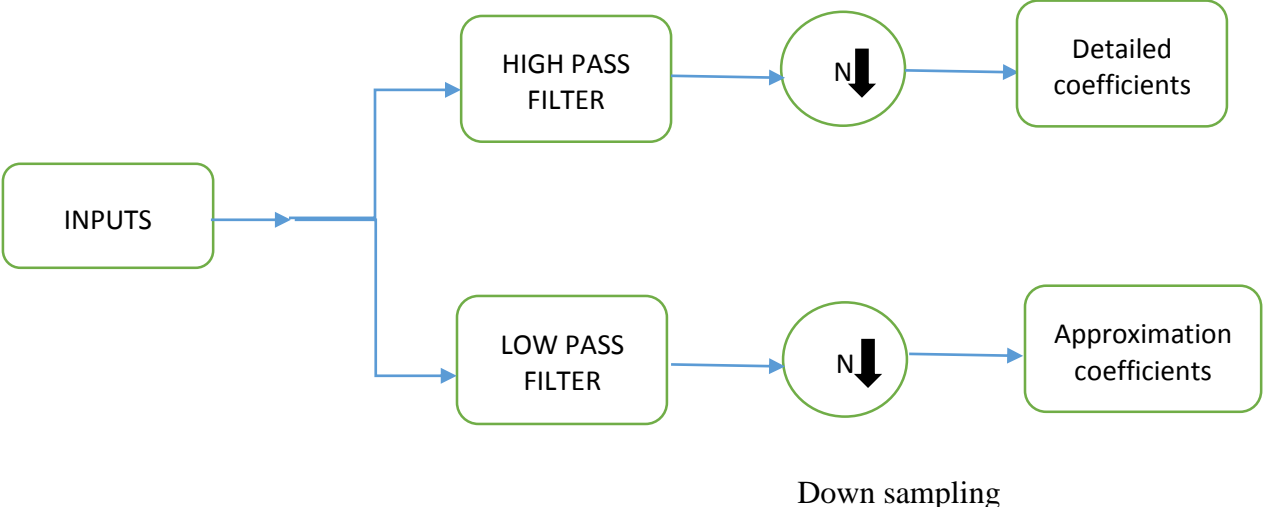 HIGH PASS
FILTER
N
Detailed
coefficients
INPUTS
LOW PASS
FILTER
N
Approximation
coefficients
Down sampling